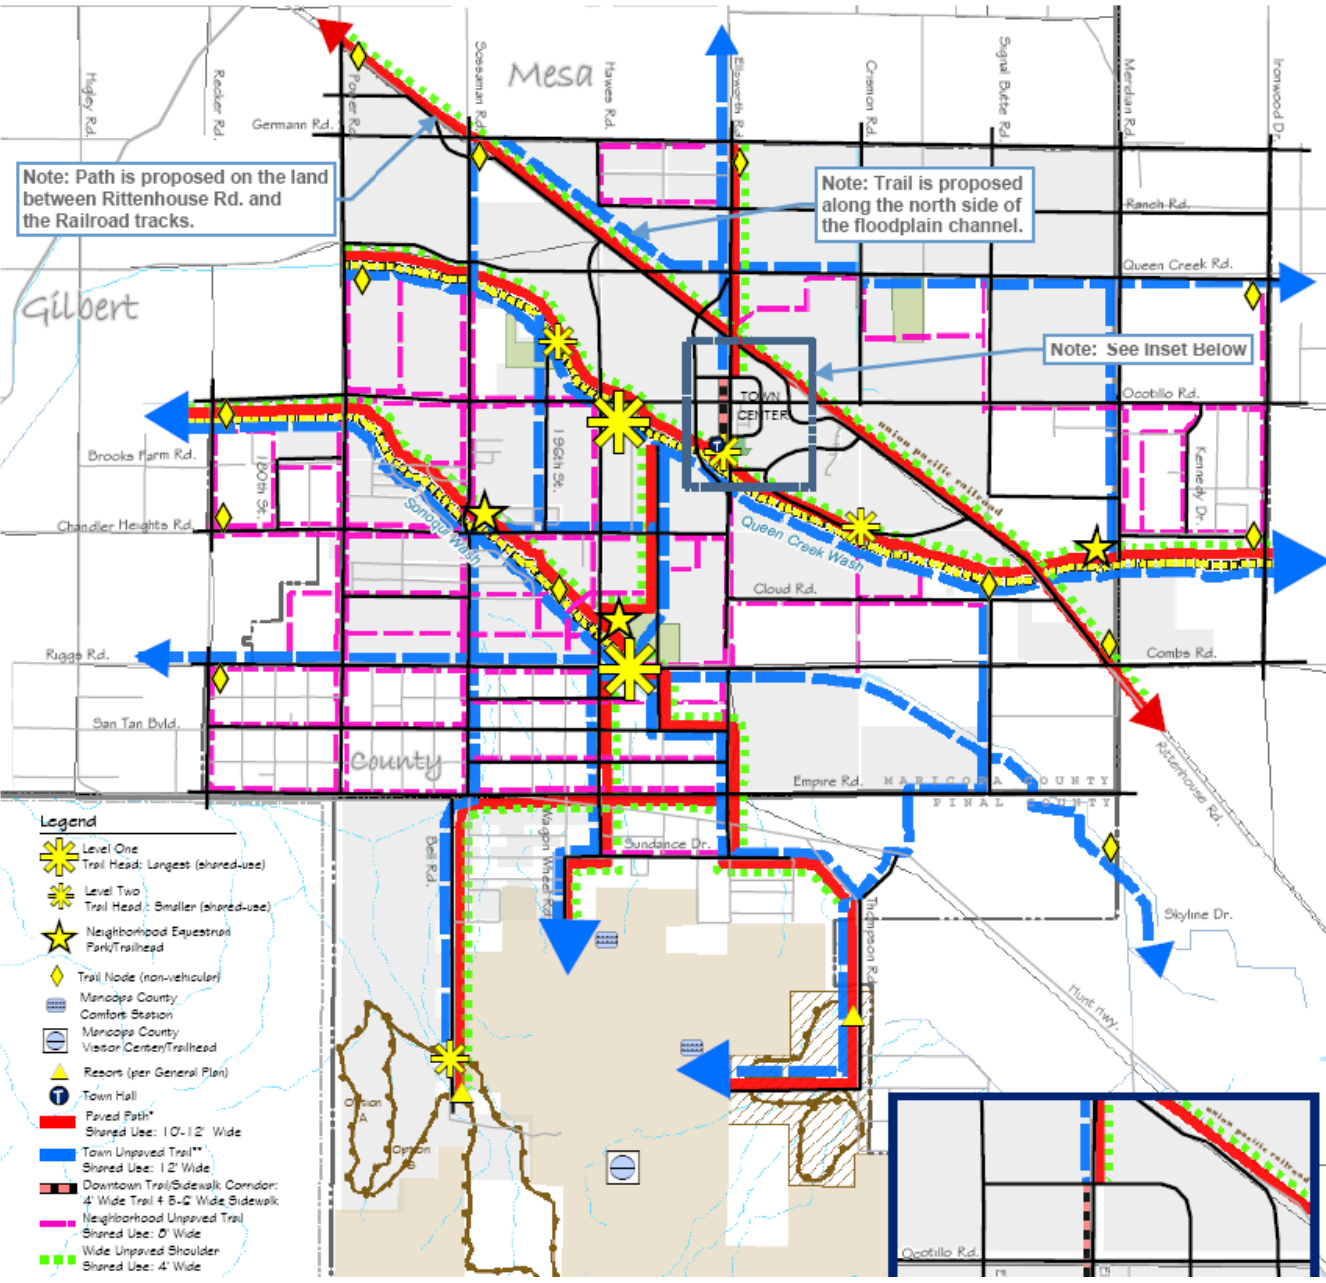 Mesa
Gilbert
County
Higley Rd.
Recker Rd.
Power Rd.
Sossaman Rd.
Hawes Rd.
Ellsworth Rd.
Crismon Rd.
Signal Butte Rd.
Meridian Rd.
Ironwood Dr.
Germann Rd.
Note: Path is proposed on the land
between Rittenhouse Rd. and
the Railroad tracks.
Note: Trail is proposed
along the north side of
the floodplain channel.
Ranch Rd.
Queen Creek Rd.
Note: See Inset Below
Ocotillo Rd.
TOWN
CENTER
T
union pacific railroad
Brooks Farm Rd.
180th St.
196th St.
Kennedy Dr.
Chandler Heights Rd.
Sonoqui Wash
Queen Creek Wash
Cloud Rd.
Riggs Rd.
Combs Rd.
San Tan Blvd.
Empire Rd.
MARICOPA COUNTY
PINAL COUNTY
Rittenhouse Rd.
Bell Rd.
Wagon Wheel Rd.
Sundance Dr.
Thompson Rd.
Skyline Dr.
Hunt Hwy.
Option
A
Option
B
Legend
Level One
Trail Head: Largest (shared-use)
Level Two
Trail Head : Smaller (shared-use)
Neighborhood Equestrian
Park/Trailhead
Trail Node (non-vehicular)
Maricopa County
Comfort Station
Maricopa County
Visitor Center/Trailhead
Resort (per General Plan)
T Town Hall
Paved Path*
Shared Use: 10'-12' Wide
Town Unpaved Trail**
Shared Use: 12' Wide
Downtown Trail/Sidewalk Corridor:
4' Wide Trail & 5-6' Wide Sidewalk
Neighborhood Unpaved Trail
Shared Use: 8' Wide
Wide Unpaved Shoulder
Shared Use: 4' Wide
union pacific railroad
Ocotillo Rd.